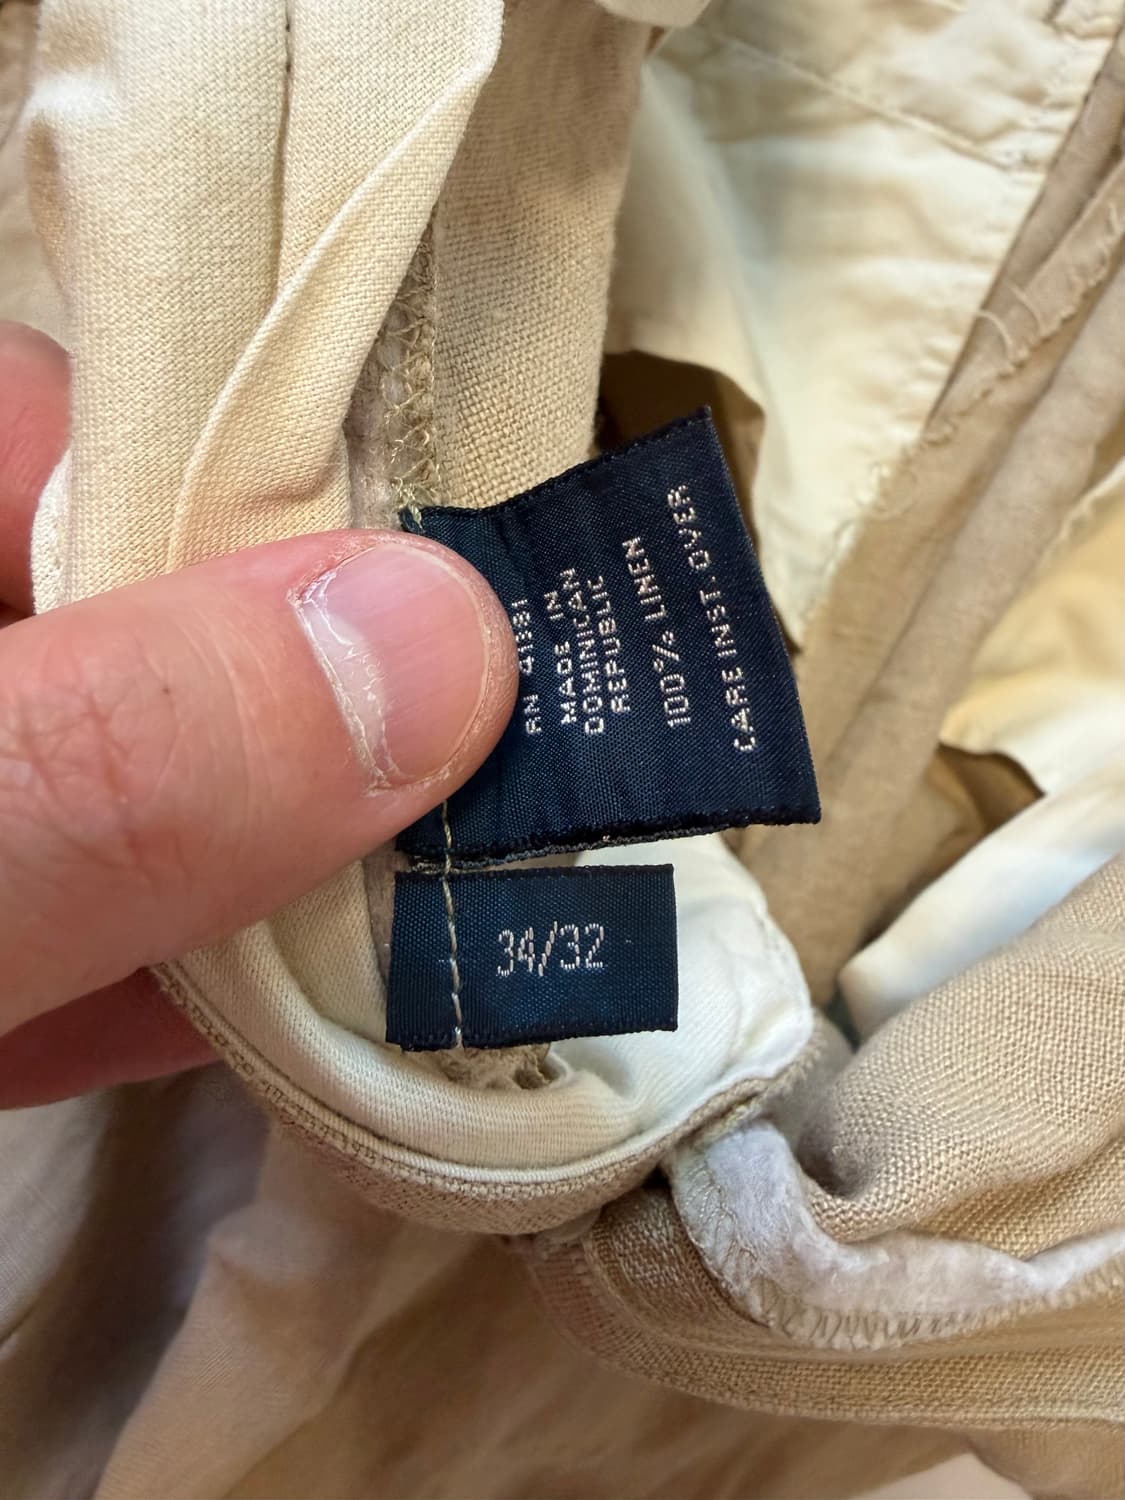 RN 41381
MADE IN
DOMINICAN
REPUBLIC
100% LINEN
CARE INST. OVER
34/32